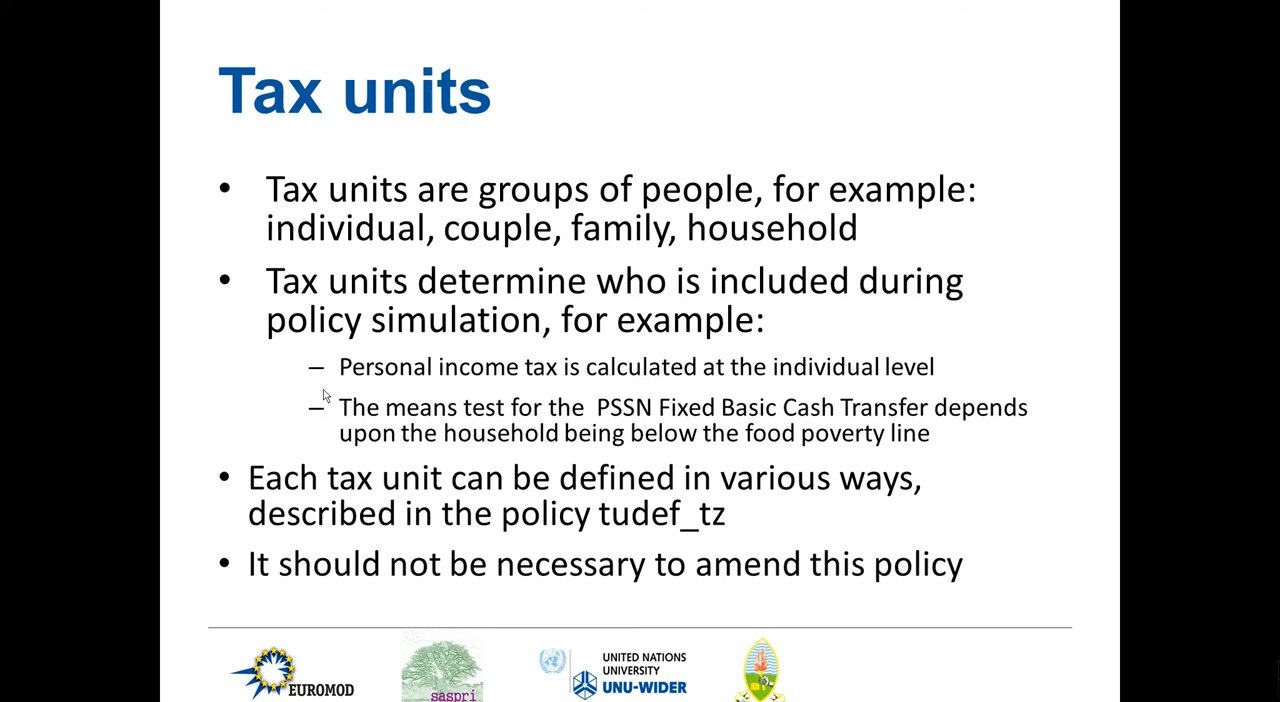 Tax units
• Tax units are groups of people, for example:
individual, couple, family, household
• Tax units determine who is included during
policy simulation, for example:
– Personal income tax is calculated at the individual level
– The means test for the PSSN Fixed Basic Cash Transfer depends
upon the household being below the food poverty line
• Each tax unit can be defined in various ways,
described in the policy tudef_tz
• It should not be necessary to amend this policy
EUROMOD
saspri
UNITED NATIONS
UNIVERSITY
UNU-WIDER